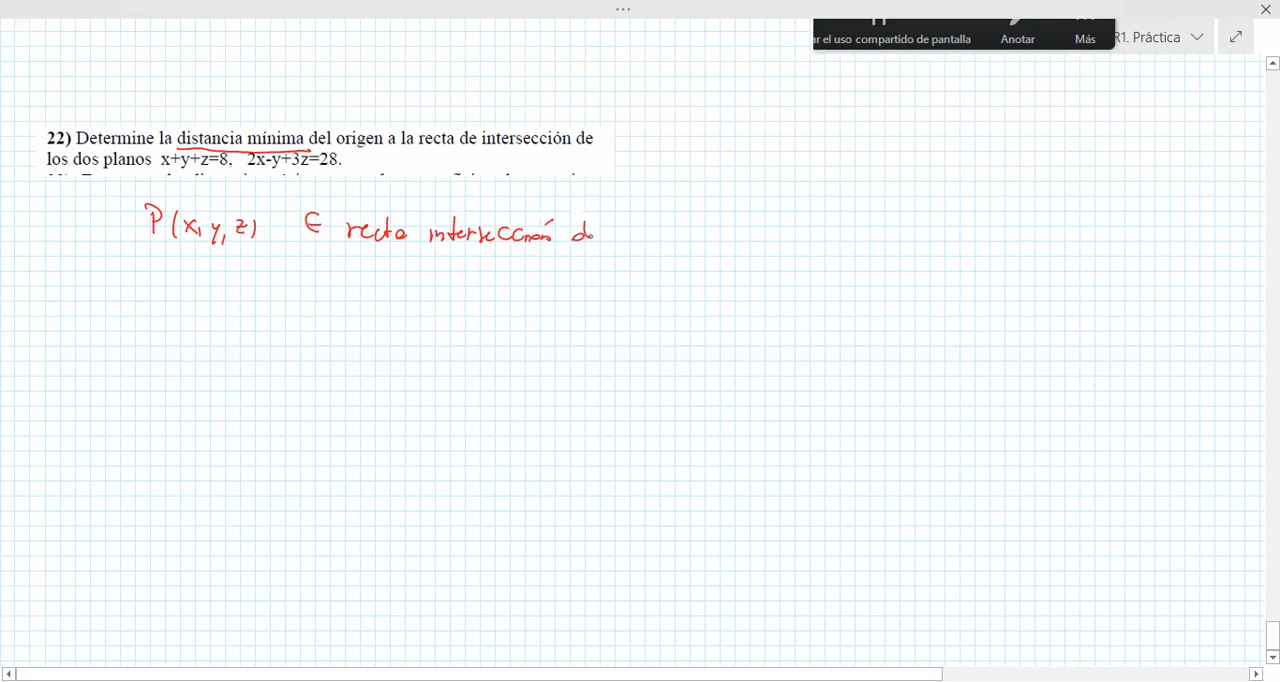 ...
ar el uso compartido de pantalla Anotar Más R1. Práctica
22) Determine la distancia mínima del origen a la recta de intersección de
los dos planos x+y+z=8, 2x-y+3z=28.
P(x, y, z) ∈ recta intersección de